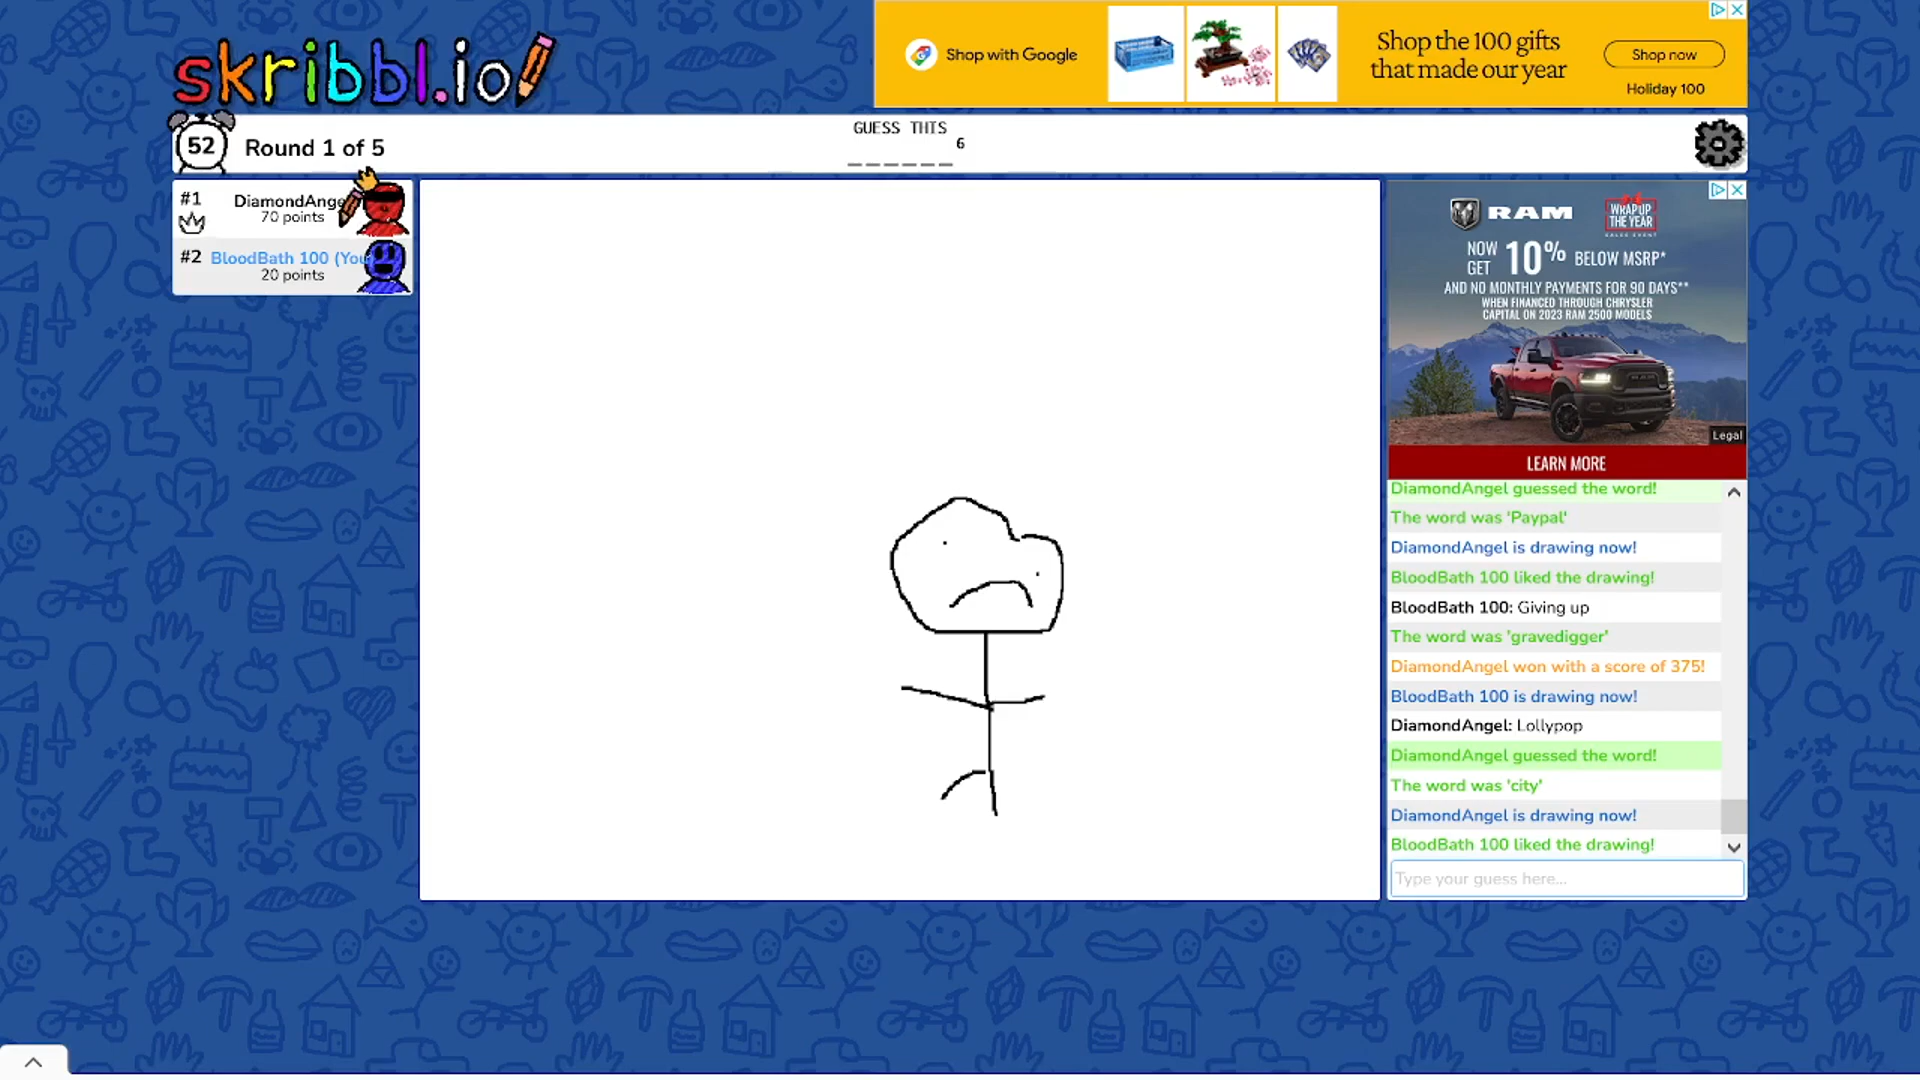 skribbl.io
Shop with Google
Shop the 100 gifts
that made our year
Shop now
Holiday 100
52
Round 1 of 5
GUESS THIS
6
______
#1
DiamondAnge
70 points
#2
BloodBath 100 (You
20 points
RAM
WRAP UP
THE YEAR
SALES EVENT
NOW
GET
10%
BELOW MSRP*
AND NO MONTHLY PAYMENTS FOR 90 DAYS**
WHEN FINANCED THROUGH CHRYSLER
CAPITAL ON 2023 RAM 2500 MODELS
Legal
LEARN MORE
DiamondAngel guessed the word!
The word was 'Paypal'
DiamondAngel is drawing now!
BloodBath 100 liked the drawing!
BloodBath 100: Giving up
The word was 'gravedigger'
DiamondAngel won with a score of 375!
BloodBath 100 is drawing now!
DiamondAngel: Lollypop
DiamondAngel guessed the word!
The word was 'city'
DiamondAngel is drawing now!
BloodBath 100 liked the drawing!
Type your guess here...